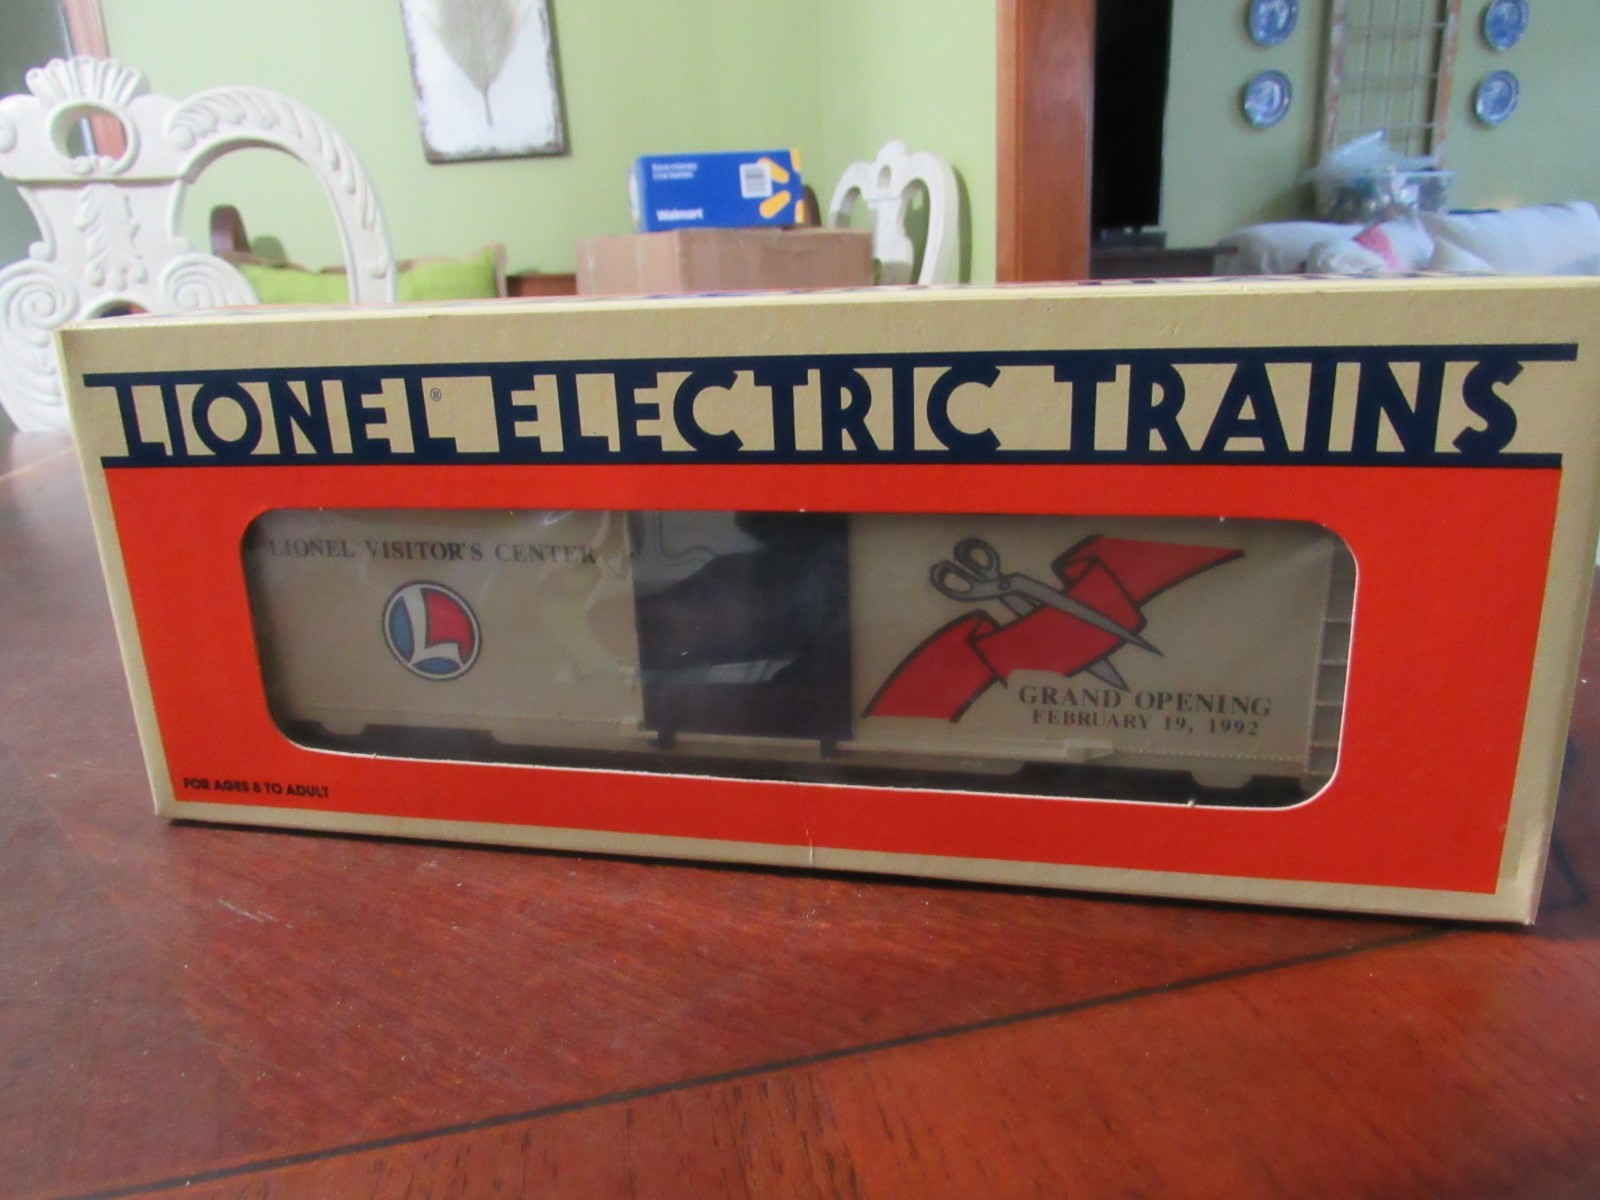 Walmart
LIONEL® ELECTRIC TRAINS
LIONEL VISITOR'S CENTER
L
GRAND OPENING
FEBRUARY 19, 1992
FOR AGES 8 TO ADULT